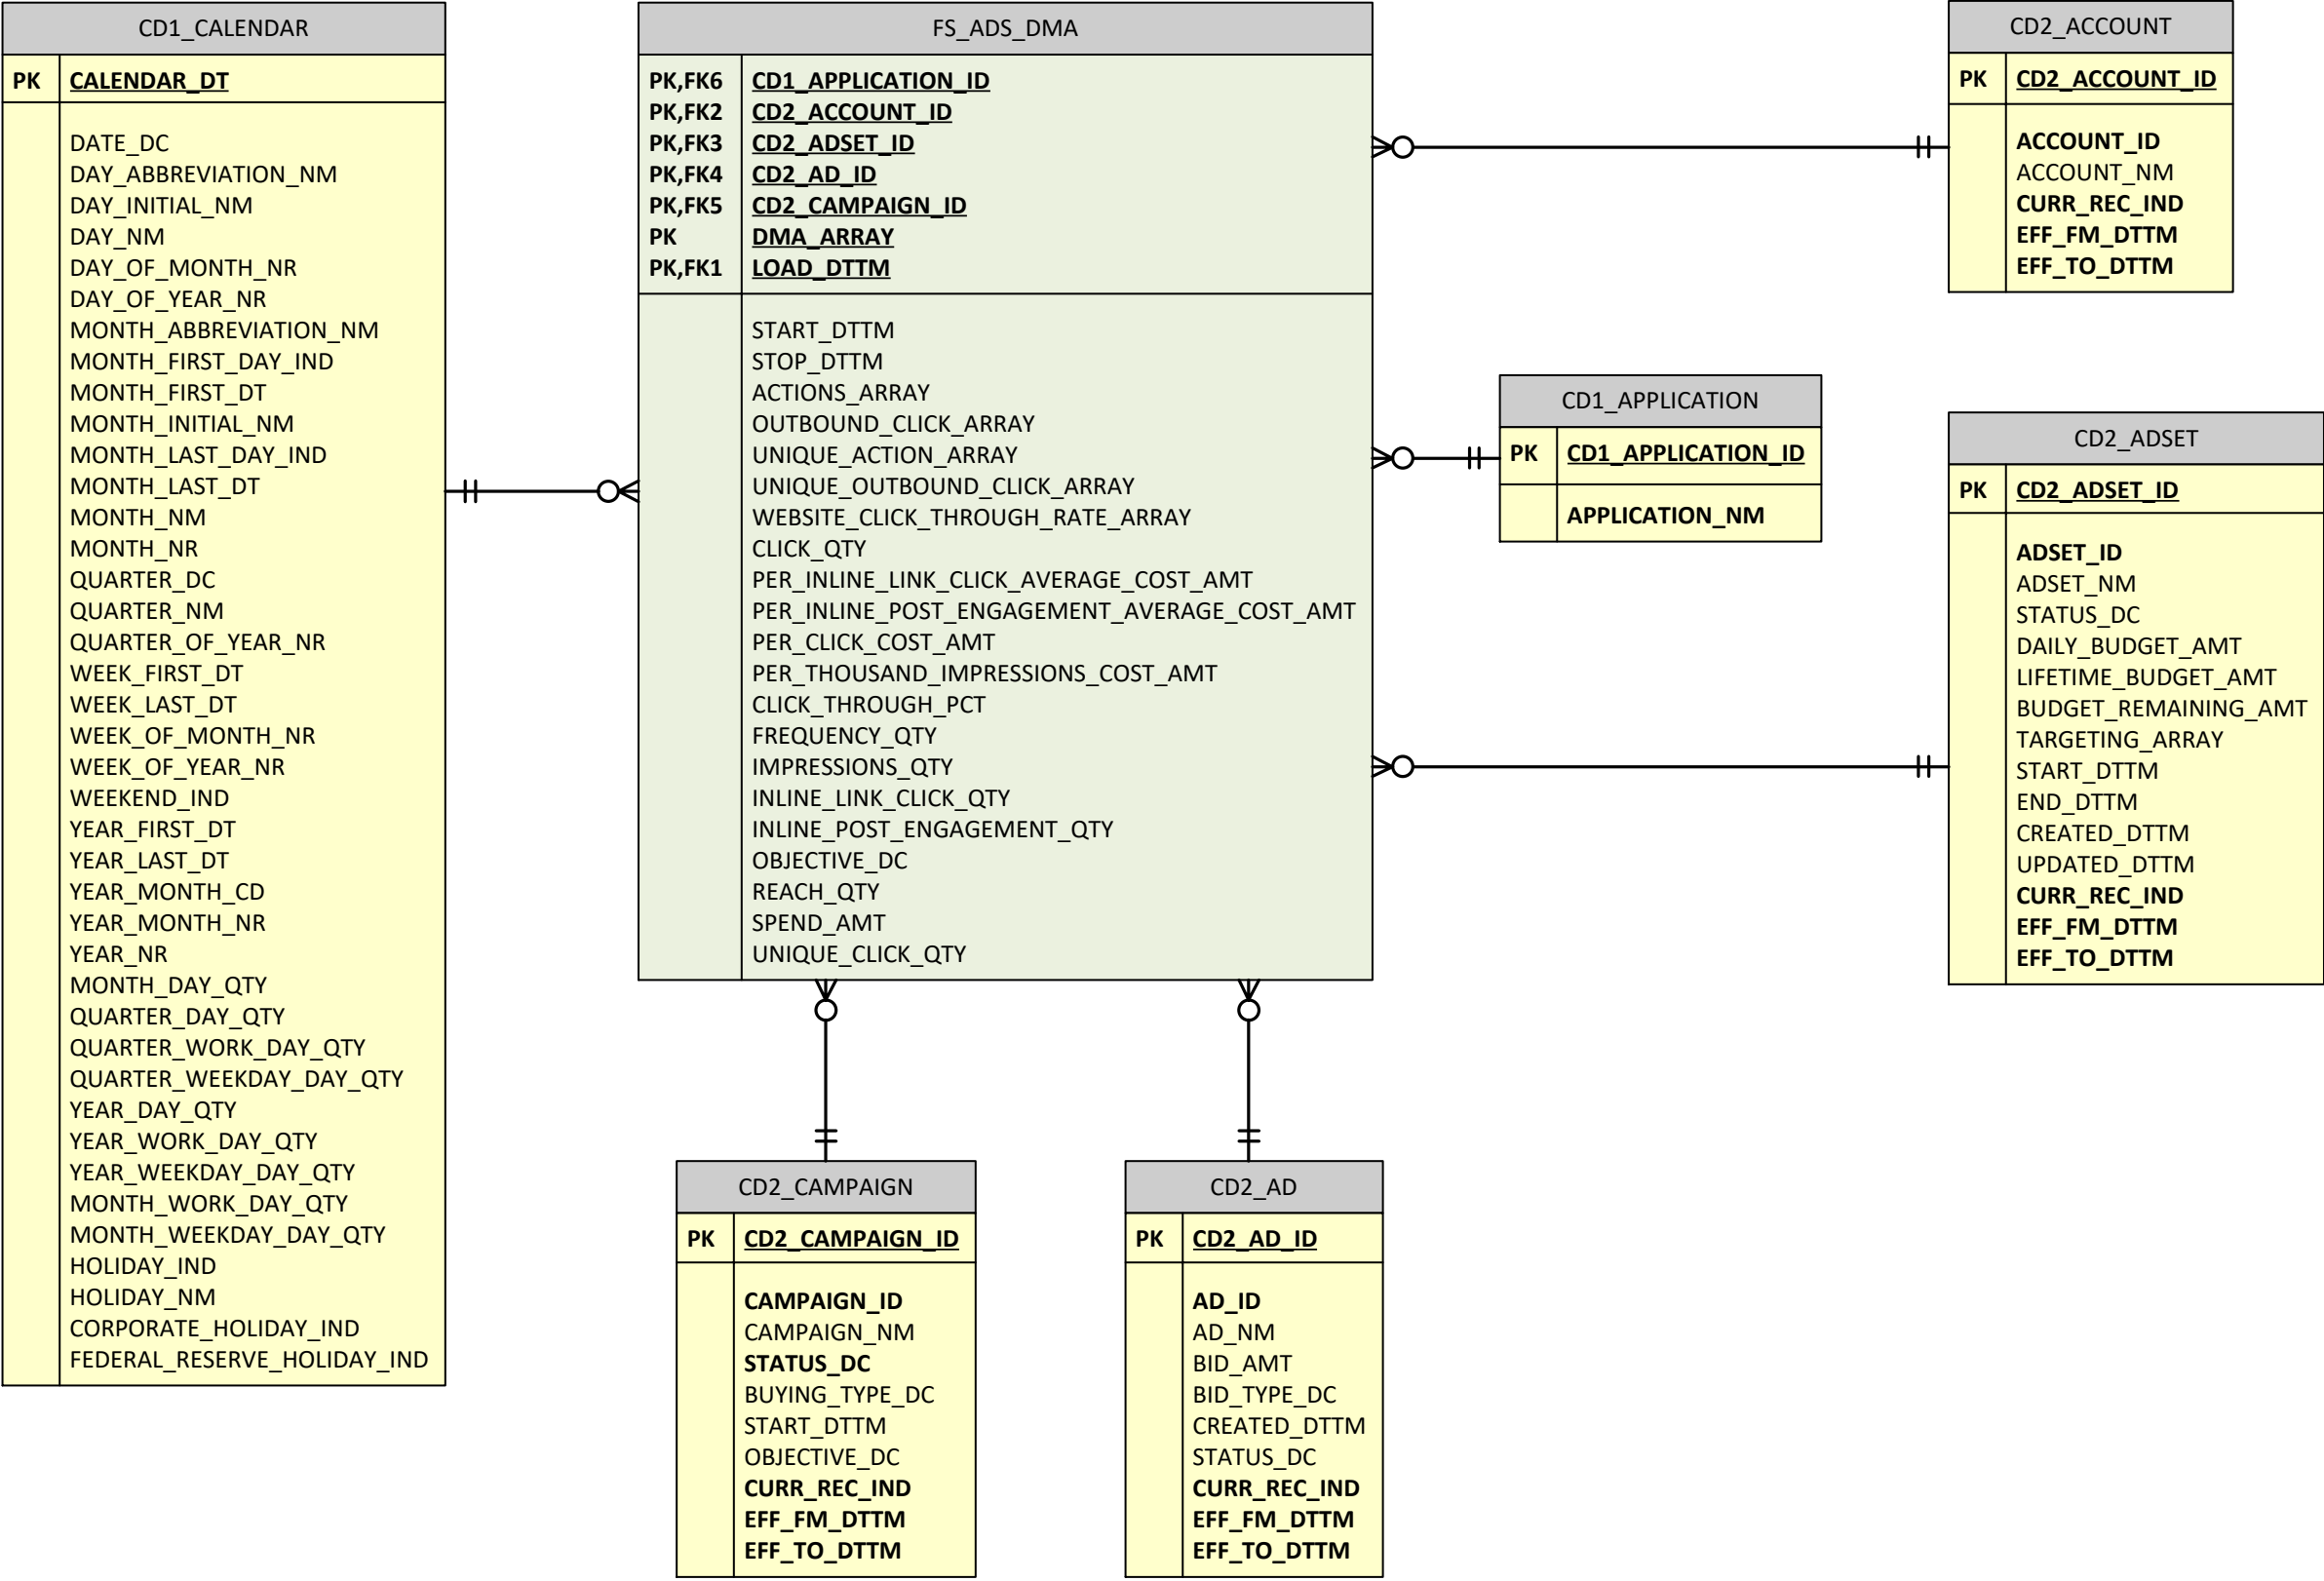 CD1_CALENDAR
PK CALENDAR_DT
DATE_DC
DAY_ABBREVIATION_NM
DAY_INITIAL_NM
DAY_NM
DAY_OF_MONTH_NR
DAY_OF_YEAR_NR
MONTH_ABBREVIATION_NM
MONTH_FIRST_DAY_IND
MONTH_FIRST_DT
MONTH_INITIAL_NM
MONTH_LAST_DAY_IND
MONTH_LAST_DT
MONTH_NM
MONTH_NR
QUARTER_DC
QUARTER_NM
QUARTER_OF_YEAR_NR
WEEK_FIRST_DT
WEEK_LAST_DT
WEEK_OF_MONTH_NR
WEEK_OF_YEAR_NR
WEEKEND_IND
YEAR_FIRST_DT
YEAR_LAST_DT
YEAR_MONTH_CD
YEAR_MONTH_NR
YEAR_NR
MONTH_DAY_QTY
QUARTER_DAY_QTY
QUARTER_WORK_DAY_QTY
QUARTER_WEEKDAY_DAY_QTY
YEAR_DAY_QTY
YEAR_WORK_DAY_QTY
YEAR_WEEKDAY_DAY_QTY
MONTH_WORK_DAY_QTY
MONTH_WEEKDAY_DAY_QTY
HOLIDAY_IND
HOLIDAY_NM
CORPORATE_HOLIDAY_IND
FEDERAL_RESERVE_HOLIDAY_IND
FS_ADS_DMA
PK,FK6 CD1_APPLICATION_ID
PK,FK2 CD2_ACCOUNT_ID
PK,FK3 CD2_ADSET_ID
PK,FK4 CD2_AD_ID
PK,FK5 CD2_CAMPAIGN_ID
PK DMA_ARRAY
PK,FK1 LOAD_DTTM
START_DTTM
STOP_DTTM
ACTIONS_ARRAY
OUTBOUND_CLICK_ARRAY
UNIQUE_ACTION_ARRAY
UNIQUE_OUTBOUND_CLICK_ARRAY
WEBSITE_CLICK_THROUGH_RATE_ARRAY
CLICK_QTY
PER_INLINE_LINK_CLICK_AVERAGE_COST_AMT
PER_INLINE_POST_ENGAGEMENT_AVERAGE_COST_AMT
PER_CLICK_COST_AMT
PER_THOUSAND_IMPRESSIONS_COST_AMT
CLICK_THROUGH_PCT
FREQUENCY_QTY
IMPRESSIONS_QTY
INLINE_LINK_CLICK_QTY
INLINE_POST_ENGAGEMENT_QTY
OBJECTIVE_DC
REACH_QTY
SPEND_AMT
UNIQUE_CLICK_QTY
CD2_ACCOUNT
PK CD2_ACCOUNT_ID
ACCOUNT_ID
ACCOUNT_NM
CURR_REC_IND
EFF_FM_DTTM
EFF_TO_DTTM
CD1_APPLICATION
PK CD1_APPLICATION_ID
APPLICATION_NM
CD2_ADSET
PK CD2_ADSET_ID
ADSET_ID
ADSET_NM
STATUS_DC
DAILY_BUDGET_AMT
LIFETIME_BUDGET_AMT
BUDGET_REMAINING_AMT
TARGETING_ARRAY
START_DTTM
END_DTTM
CREATED_DTTM
UPDATED_DTTM
CURR_REC_IND
EFF_FM_DTTM
EFF_TO_DTTM
CD2_CAMPAIGN
PK CD2_CAMPAIGN_ID
CAMPAIGN_ID
CAMPAIGN_NM
STATUS_DC
BUYING_TYPE_DC
START_DTTM
OBJECTIVE_DC
CURR_REC_IND
EFF_FM_DTTM
EFF_TO_DTTM
CD2_AD
PK CD2_AD_ID
AD_ID
AD_NM
BID_AMT
BID_TYPE_DC
CREATED_DTTM
STATUS_DC
CURR_REC_IND
EFF_FM_DTTM
EFF_TO_DTTM